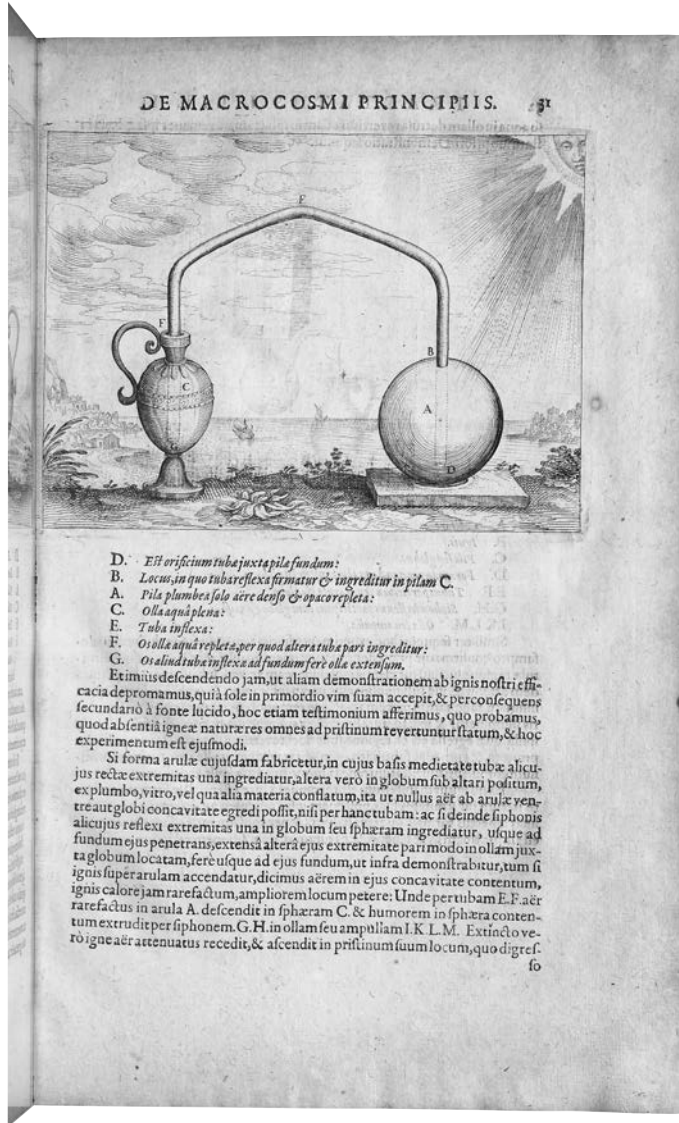 DE MACROCOSMI PRINCIPIIS. 31
F
F
B
C
A
G
D
D. Est orificium tubæ juxta pilæ fundum:
B. Locus, in quo tuba reflexa firmatur & ingreditur in pilam C.
A. Pila plumbea solo aëre denso & opaco repleta:
C. Olla aquâ plena:
E. Tuba inflexa:
F. Os ollæ aquâ repletæ, per quod altera tubæ pars ingreditur:
G. Os aliud tubæ inflexæ ad fundum ferè ollæ extensum.
Et imius descendendo jam, ut aliam demonstrationem ab ignis nostri effi-
cacia depromamus, quià sole in primordio vim suam accepit, & per consequens
secundariò à fonte lucido, hoc etiam testimonium afferimus, quo probamus,
quod absentiâ igneæ naturæ res omnes ad pristinum revertuntur statum, & hoc
experimentum est ejusmodi.
Si forma arulæ cujusdam fabricetur, in cujus basis medietate tubæ alicu-
jus rectæ extremitas una ingrediatur, altera verò in globum sub altari positum,
ex plumbo, vitro, vel qua alia materia conflatum, ita ut nullus aër ab arulæ ven-
tre aut globi concavitate egredi possit, nisi per hanc tubam: ac si deinde siphonis
alicujus reflexi extremitas una in globum seu sphæram ingrediatur, usque ad
fundum ejus penetrans, extensâ alterâ ejus extremitate pari modo in ollam jux-
ta globum locatam, ferè usque ad ejus fundum, ut infra demonstrabitur, tum si
ignis super arulam accendatur, dicimus aërem in ejus concavitate contentum,
ignis calore jam rarefactum, ampliorem locum petere: Unde per tubam E. F. aër
rarefactus in arula A. descendit in sphæram C. & humorem in sphæra conten-
tum extrudit per siphonem. G. H. in ollam seu ampullam I. K. L. M. Extincto ve-
rò igne aër attenuatus recedit, & ascendit in pristinum suum locum, quo digres-
so